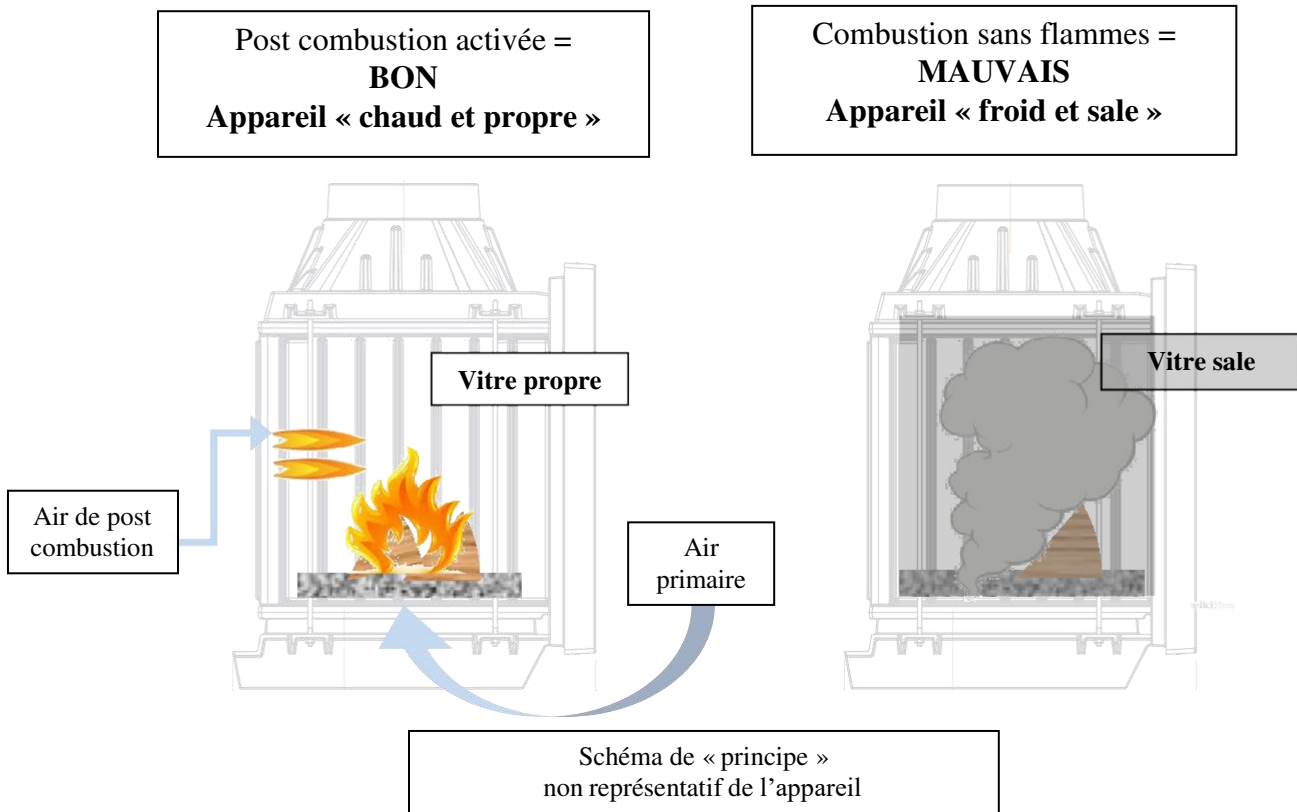 Post combustion activée =
BON
Appareil « chaud et propre »
Combustion sans flammes =
MAUVAIS
Appareil « froid et sale »
Vitre propre
Vitre sale
Air de post
combustion
Air
primaire
Schéma de « principe »
non représentatif de l’appareil